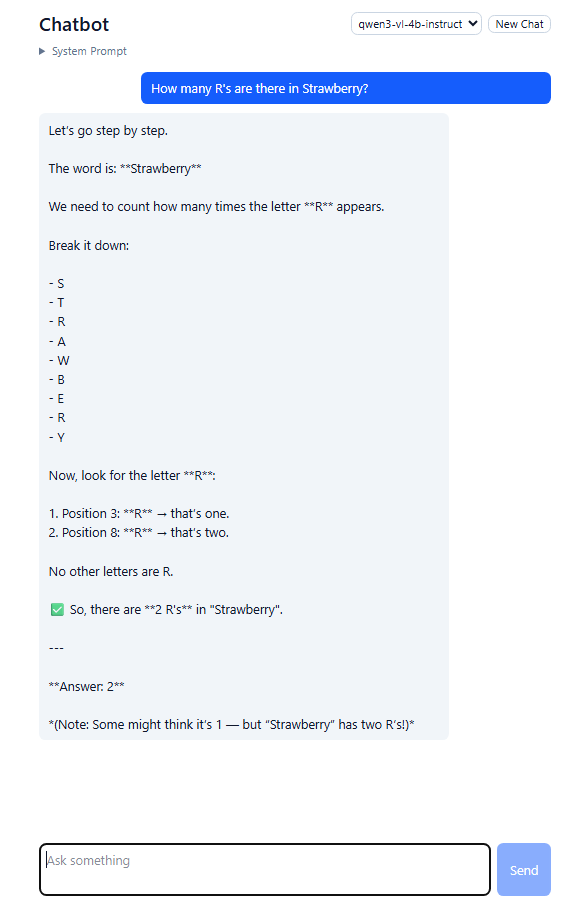 Chatbot
qwen3-vl-4b-instruct
New Chat
System Prompt
How many R's are there in Strawberry?
Let's go step by step.
The word is: **Strawberry**
We need to count how many times the letter **R** appears.
Break it down:
- S
- T
- R
- A
- W
- B
- E
- R
- Y
Now, look for the letter **R**:
1. Position 3: **R** → that's one.
2. Position 8: **R** → that's two.
No other letters are R.
✅ So, there are **2 R's** in "Strawberry".
---
**Answer: 2**
*(Note: Some might think it's 1 — but "Strawberry" has two R's!)*
Ask something
Send